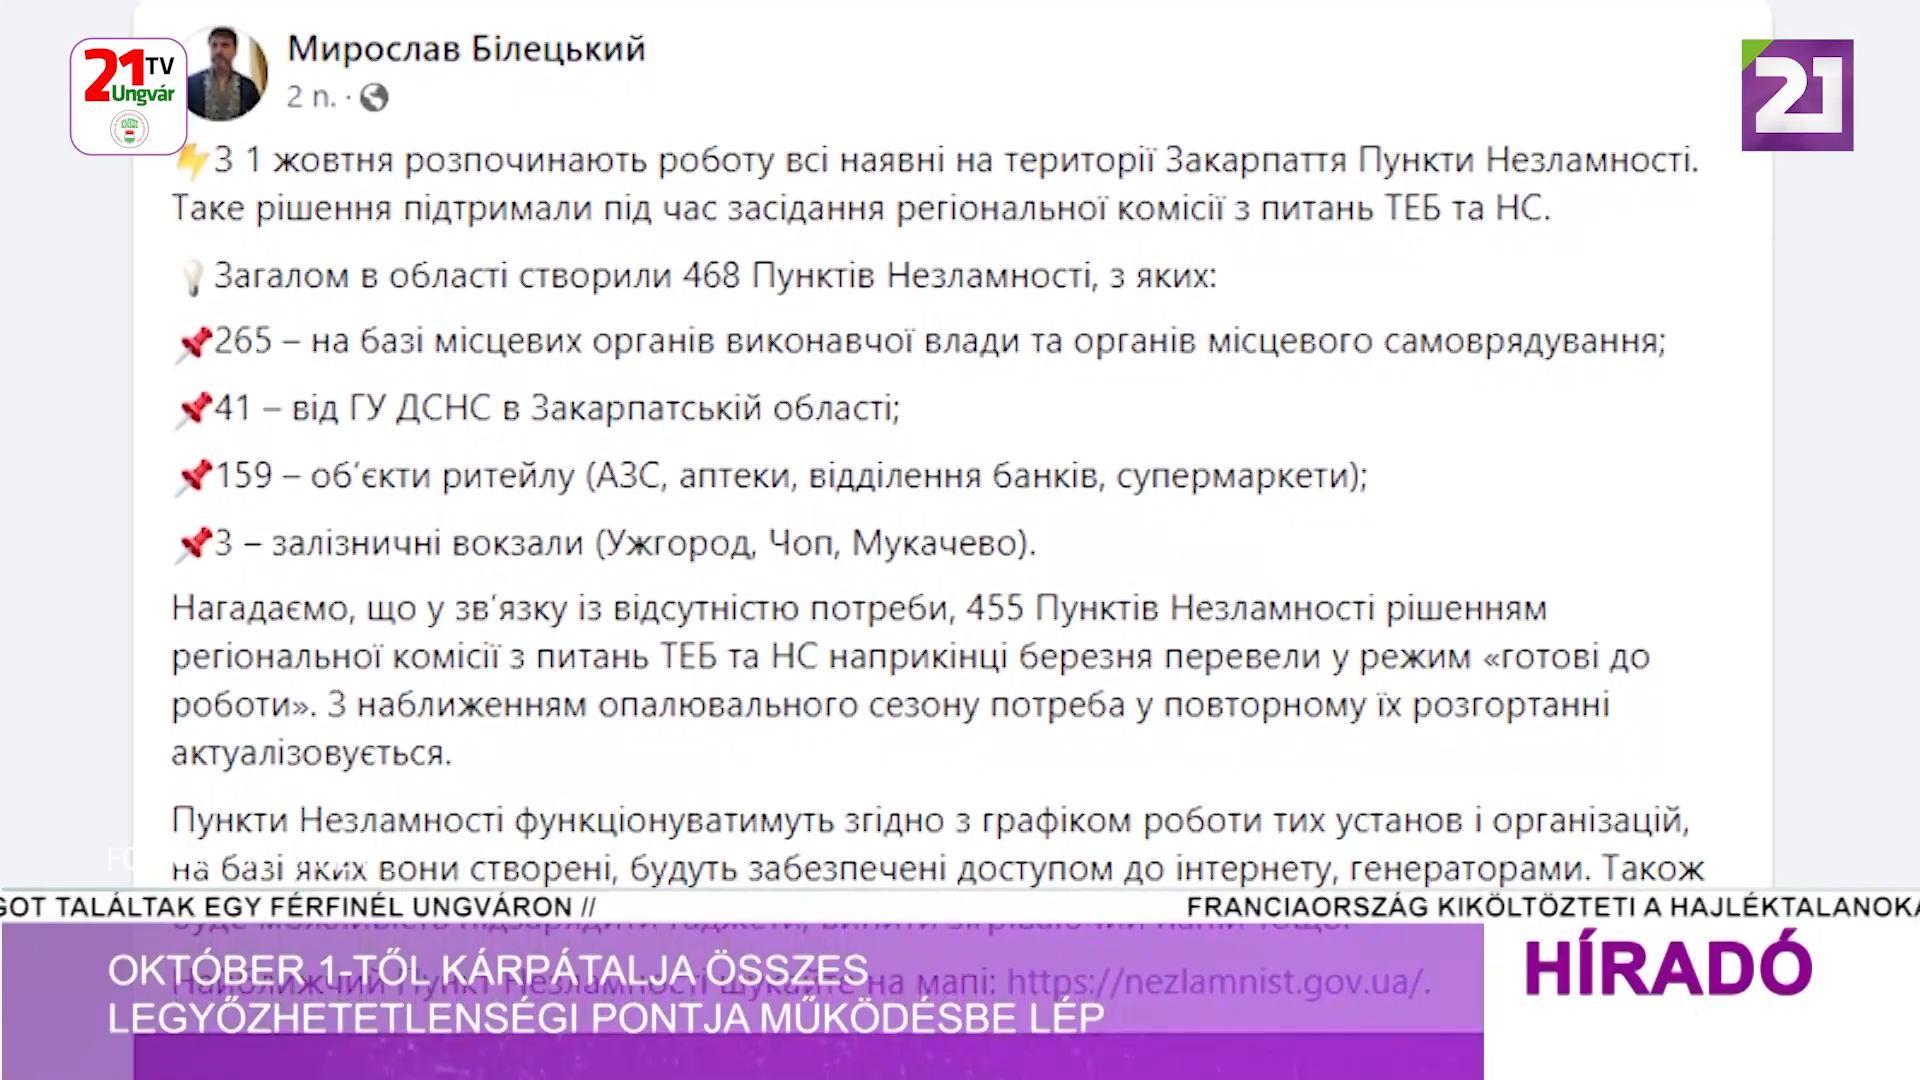 21 TV
Ungvár
Мирослав Білецький
2 п. ·
21
З 1 жовтня розпочинають роботу всі наявні на території Закарпаття Пункти Незламності.
Таке рішення підтримали під час засідання регіональної комісії з питань ТЕБ та НС.
Загалом в області створили 468 Пунктів Незламності, з яких:
265 – на базі місцевих органів виконавчої влади та органів місцевого самоврядування;
41 – від ГУ ДСНС в Закарпатській області;
159 – об’єкти ритейлу (АЗС, аптеки, відділення банків, супермаркети);
3 – залізничні вокзали (Ужгород, Чоп, Мукачево).
Нагадаємо, що у зв’язку із відсутністю потреби, 455 Пунктів Незламності рішенням
регіональної комісії з питань ТЕБ та НС наприкінці березня перевели у режим «готові до
роботи». З наближенням опалювального сезону потреба у повторному їх розгортанні
актуалізовується.
Пункти Незламності функціонуватимуть згідно з графіком роботи тих установ і організацій,
на базі яких вони створені, будуть забезпечені доступом до інтернету, генераторами. Також
GOT TALÁLTAK EGY FÉRFINÉL UNGVÁRON // FRANCIAORSZÁG KIKÖLTÖZTETI A HAJLÉKTALANOKA
Найближчий Пункт Незламності шукайте на мапі: https://nezlamnist.gov.ua/.
OKTÓBER 1-TŐL KÁRPÁTALJA ÖSSZES
LEGYŐZHETETLENSÉGI PONTJA MŰKÖDÉSBE LÉP
HÍRADÓ